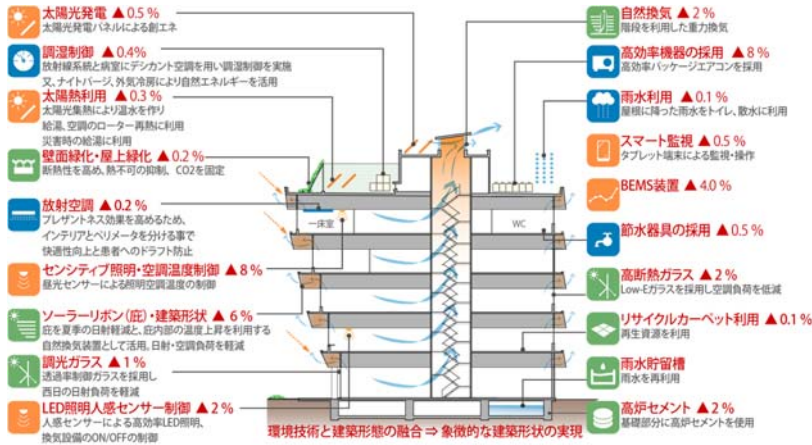 太陽光発電 ▲ 0.5 %
太陽光発電パネルによる創エネ
調湿制御 ▲ 0.4%
放射線系統と病室にデシカント空調を用い調湿制御を実施
又、ナイトパージ、外気冷房により自然エネルギーを活用
太陽熱利用 ▲ 0.3 %
太陽光集熱により温水を作り
給湯、空調のローター再熱に利用
災害時の給湯に利用
壁面緑化・屋上緑化 ▲ 0.2 %
断熱性を高め、熱不可の抑制、CO2を固定
放射空調 ▲ 0.2 %
プレザントネス効果を高めるため、
インテリアとペリメータを分ける事で
快適性向上と患者へのドラフト防止
センシティブ照明・空調温度制御 ▲ 8 %
昼光センサーによる照明空調温度の制御
ソーラーリボン(庇)・建築形状 ▲ 6 %
庇を夏季の日射軽減と、庇内部の温度上昇を利用する
自然換気装置として活用、日射・空調負荷を軽減
調光ガラス ▲ 1 %
透過率制御ガラスを採用し
西日の日射負荷を軽減
LED照明人感センサー制御 ▲ 2 %
人感センサーによる高効率LED照明、
換気設備のON/OFFの制御
一床室
WC
自然換気 ▲ 2 %
階段を利用した重力換気
高効率機器の採用 ▲ 8 %
高効率パッケージエアコンを採用
雨水利用 ▲ 0.1 %
屋根に降った雨水をトイレ、散水に利用
スマート監視 ▲ 0.5 %
タブレット端末による監視・操作
BEMS装置 ▲ 4.0 %
節水器具の採用 ▲ 0.5 %
高断熱ガラス ▲ 2 %
Low-Eガラスを採用し空調負荷を低減
リサイクルカーペット利用 ▲ 0.1 %
再生資源を利用
雨水貯留槽
雨水を再利用
高炉セメント ▲ 2 %
基礎部分に高炉セメントを使用
環境技術と建築形態の融合 ⇒ 象徴的な建築形状の実現